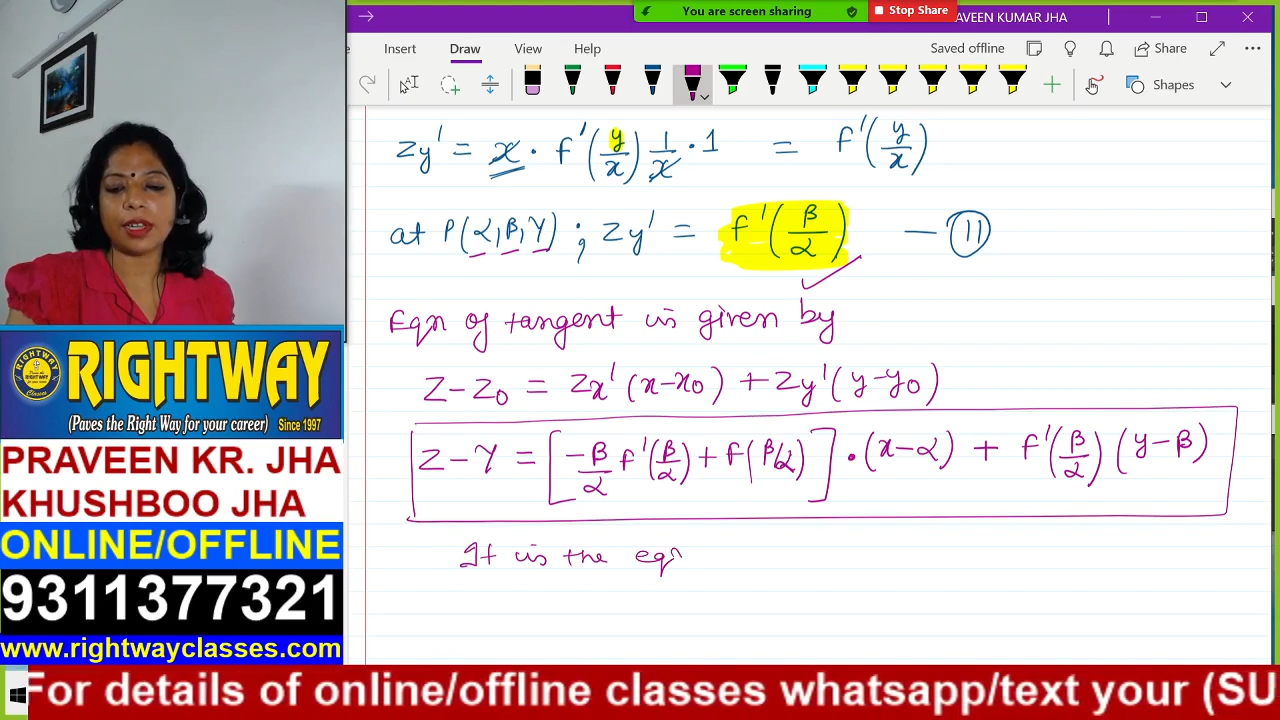 You are screen sharing
Stop Share
AVEEN KUMAR JHA
Insert Draw View Help
Saved offline
Share
Shapes
zy' = x · f'(y/x) 1/x · 1 = f'(y/x)
at P(α,β,γ) ; zy' = f'(β/α) — 11
Eqn of tangent is given by
z-z0 = zx'(x-x0) + zy'(y-y0)
z-γ = [-β/α f'(β/α) + f(β/α)] · (x-α) + f'(β/α)(y-β)
It is the eqn
RIGHTWAY
RIGHTWAY
(Paves the Right Way for your career) Since 1997
PRAVEEN KR. JHA
KHUSHBOO JHA
ONLINE/OFFLINE
9311377321
www.rightwayclasses.com
For details of online/offline classes whatsapp/text your (SU